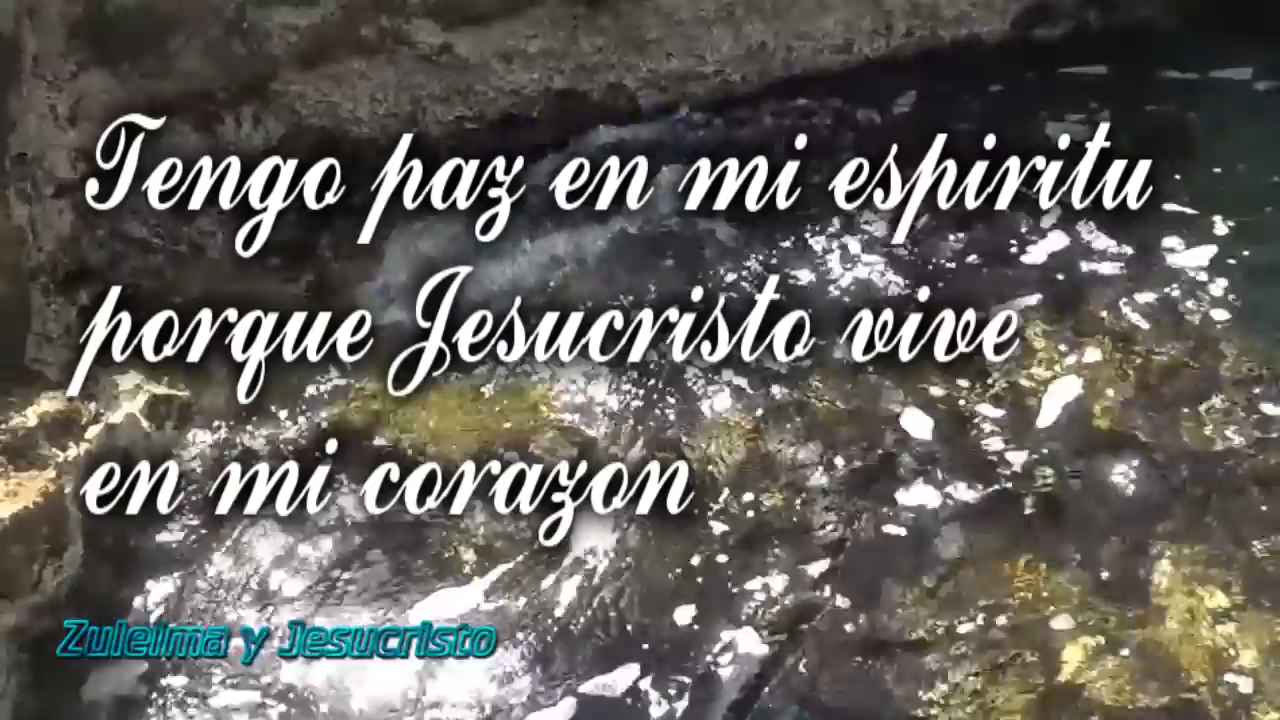 Tengo paz en mi espiritu
porque Jesucristo vive
en mi corazon
Zuleima y Jesucristo